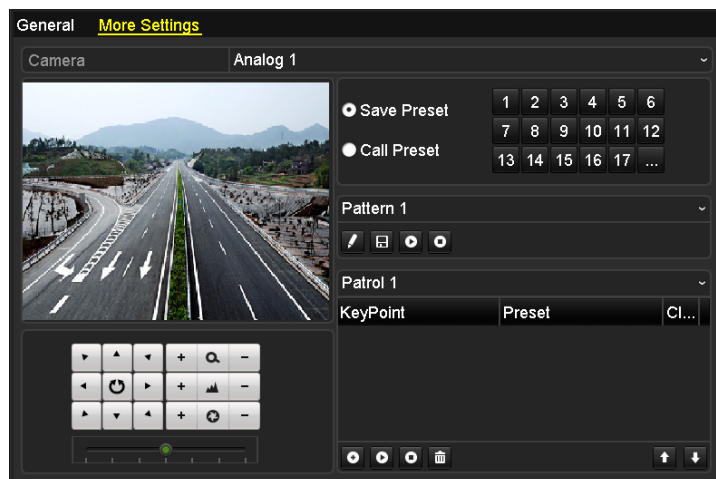 General More Settings
Camera Analog 1
Save Preset
Call Preset
1 2 3 4 5 6
7 8 9 10 11 12
13 14 15 16 17 ...
Pattern 1
Patrol 1
KeyPoint Preset Cl...